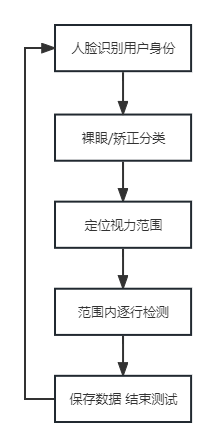 人脸识别用户身份
裸眼/矫正分类
定位视力范围
范围内逐行检测
保存数据 结束测试